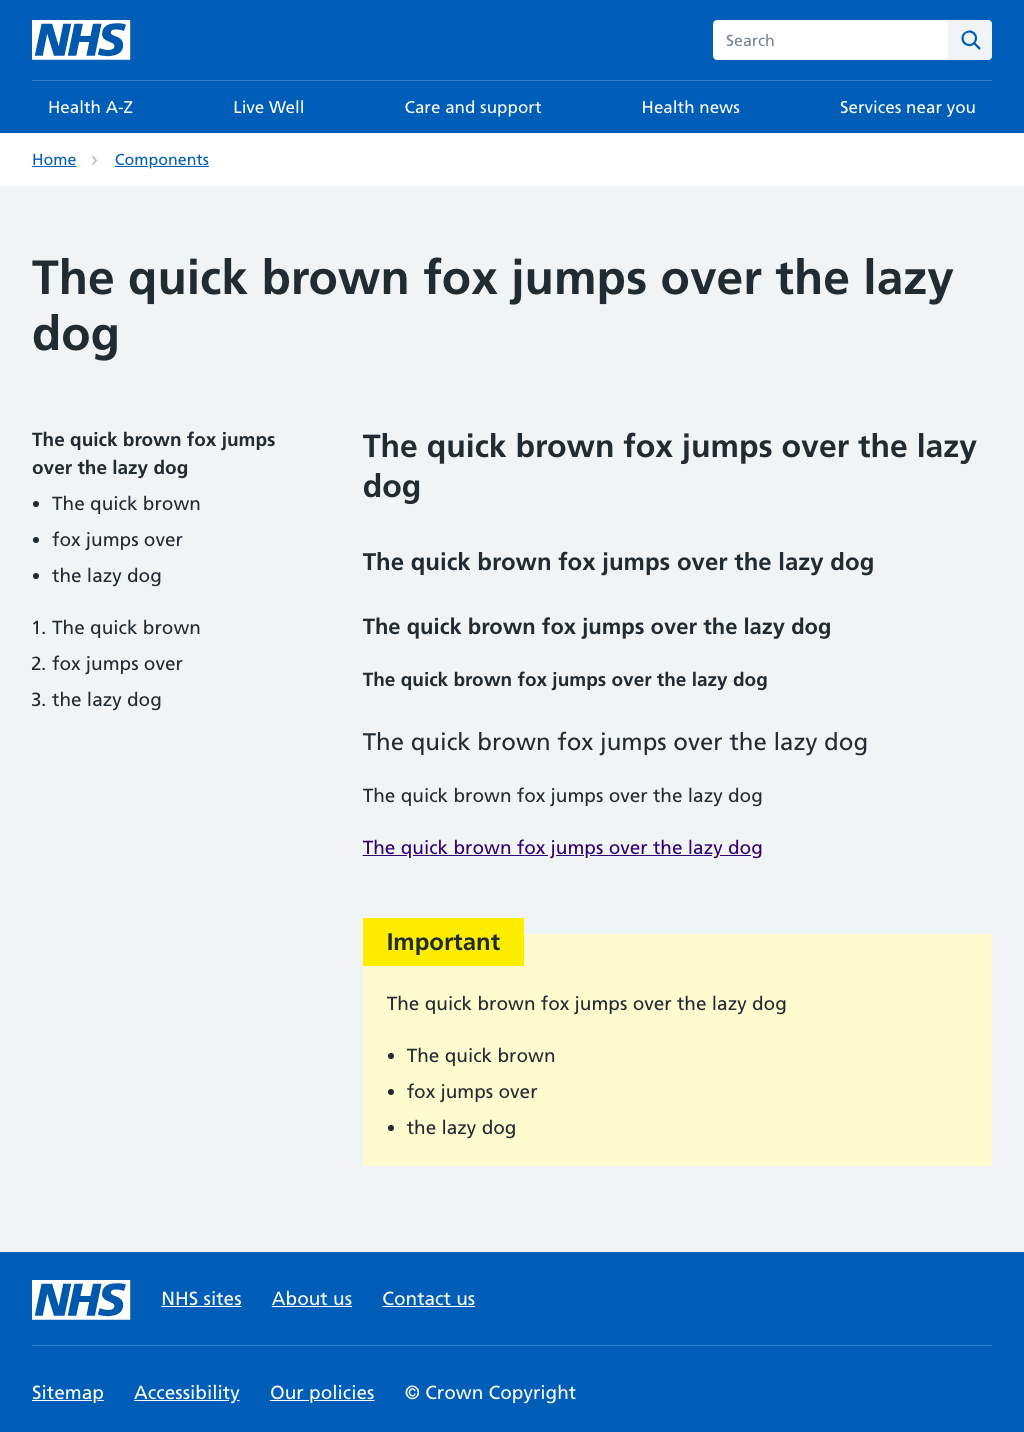 NHS
Search
Health A-Z
Live Well
Care and support
Health news
Services near you
Home
Components
The quick brown fox jumps over the lazy
dog
The quick brown fox jumps
over the lazy dog
• The quick brown
• fox jumps over
• the lazy dog
1. The quick brown
2. fox jumps over
3. the lazy dog
The quick brown fox jumps over the lazy
dog
The quick brown fox jumps over the lazy dog
The quick brown fox jumps over the lazy dog
The quick brown fox jumps over the lazy dog
The quick brown fox jumps over the lazy dog
The quick brown fox jumps over the lazy dog
The quick brown fox jumps over the lazy dog
Important
The quick brown fox jumps over the lazy dog
• The quick brown
• fox jumps over
• the lazy dog
NHS
NHS sites
About us
Contact us
Sitemap
Accessibility
Our policies
© Crown Copyright